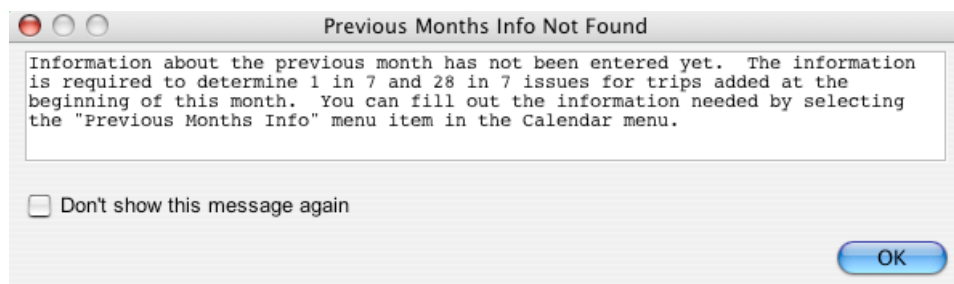 Previous Months Info Not Found
Information about the previous month has not been entered yet.  The information
is required to determine 1 in 7 and 28 in 7 issues for trips added at the
beginning of this month.  You can fill out the information needed by selecting
the "Previous Months Info" menu item in the Calendar menu.
Don't show this message again
OK